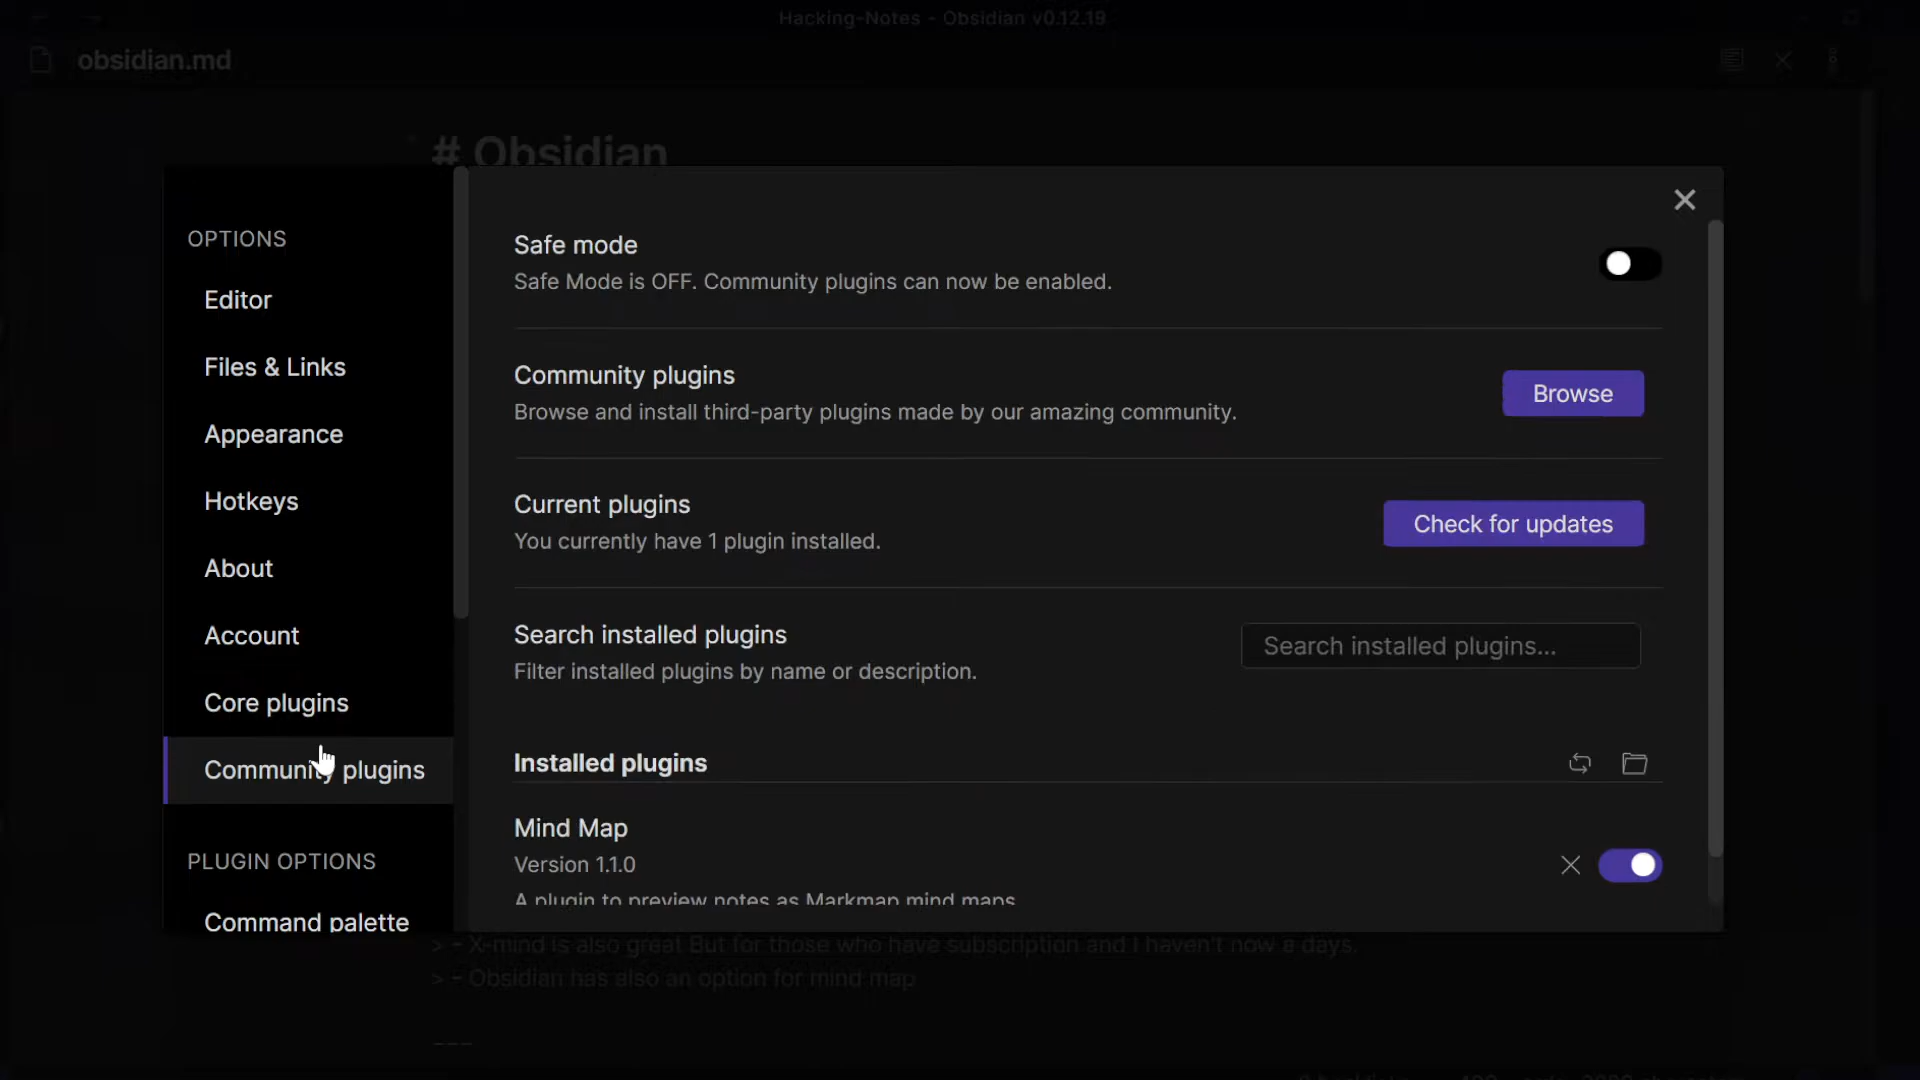 Hacking-Notes - Obsidian v0.12.19
obsidian.md
# Obsidian
OPTIONS
Editor
Files & Links
Appearance
Hotkeys
About
Account
Core plugins
Community plugins
PLUGIN OPTIONS
Command palette
Safe mode
Safe Mode is OFF. Community plugins can now be enabled.
Community plugins
Browse and install third-party plugins made by our amazing community.
Browse
Current plugins
You currently have 1 plugin installed.
Check for updates
Search installed plugins
Filter installed plugins by name or description.
Search installed plugins...
Installed plugins
Mind Map
Version 1.1.0
A plugin to preview notes as Markmap mind maps
> - X-mind is also great But for those who have subscription and I haven't now a days.
> - Obsidian has also an option for mind map
---